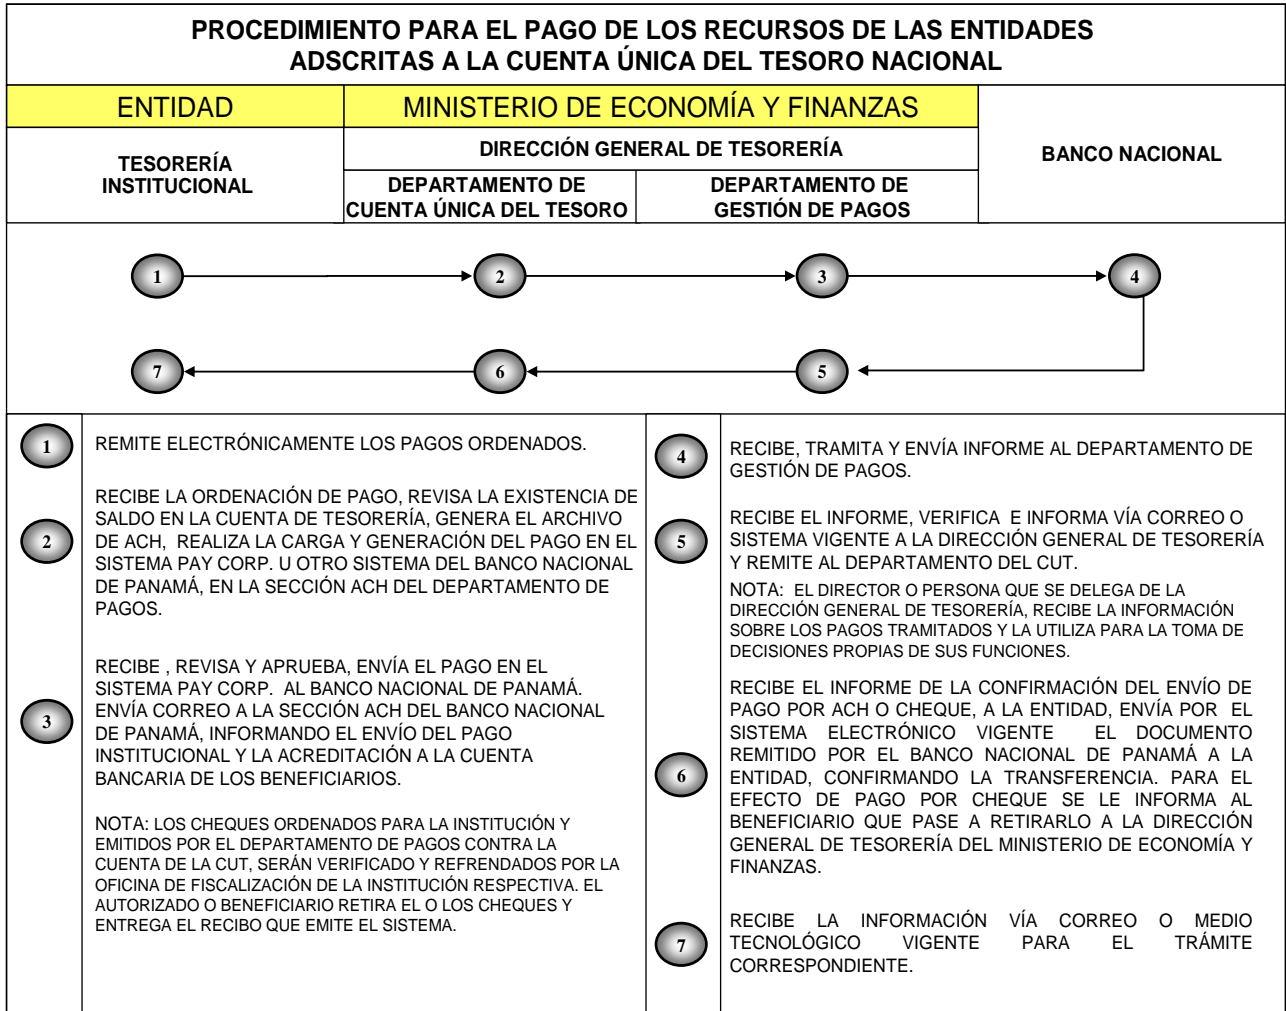 PROCEDIMIENTO PARA EL PAGO DE LOS RECURSOS DE LAS ENTIDADES
ADSCRITAS A LA CUENTA ÚNICA DEL TESORO NACIONAL
ENTIDAD
MINISTERIO DE ECONOMÍA Y FINANZAS
BANCO NACIONAL
TESORERÍA
INSTITUCIONAL
DIRECCIÓN GENERAL DE TESORERÍA
DEPARTAMENTO DE
CUENTA ÚNICA DEL TESORO
DEPARTAMENTO DE
GESTIÓN DE PAGOS
1
2
3
4
7
6
5
1
REMITE ELECTRÓNICAMENTE LOS PAGOS ORDENADOS.
2
RECIBE LA ORDENACIÓN DE PAGO, REVISA LA EXISTENCIA DE
SALDO EN LA CUENTA DE TESORERÍA, GENERA EL ARCHIVO
DE ACH, REALIZA LA CARGA Y GENERACIÓN DEL PAGO EN EL
SISTEMA PAY CORP. U OTRO SISTEMA DEL BANCO NACIONAL
DE PANAMÁ, EN LA SECCIÓN ACH DEL DEPARTAMENTO DE
PAGOS.
3
RECIBE , REVISA Y APRUEBA, ENVÍA EL PAGO EN EL
SISTEMA PAY CORP. AL BANCO NACIONAL DE PANAMÁ.
ENVÍA CORREO A LA SECCIÓN ACH DEL BANCO NACIONAL
DE PANAMÁ, INFORMANDO EL ENVÍO DEL PAGO
INSTITUCIONAL Y LA ACREDITACIÓN A LA CUENTA
BANCARIA DE LOS BENEFICIARIOS.
NOTA: LOS CHEQUES ORDENADOS PARA LA INSTITUCIÓN Y
EMITIDOS POR EL DEPARTAMENTO DE PAGOS CONTRA LA
CUENTA DE LA CUT, SERÁN VERIFICADO Y REFRENDADOS POR LA
OFICINA DE FISCALIZACIÓN DE LA INSTITUCIÓN RESPECTIVA. EL
AUTORIZADO O BENEFICIARIO RETIRA EL O LOS CHEQUES Y
ENTREGA EL RECIBO QUE EMITE EL SISTEMA.
4
RECIBE, TRAMITA Y ENVÍA INFORME AL DEPARTAMENTO DE
GESTIÓN DE PAGOS.
5
RECIBE EL INFORME, VERIFICA E INFORMA VÍA CORREO O
SISTEMA VIGENTE A LA DIRECCIÓN GENERAL DE TESORERÍA
Y REMITE AL DEPARTAMENTO DEL CUT.
NOTA: EL DIRECTOR O PERSONA QUE SE DELEGA DE LA
DIRECCIÓN GENERAL DE TESORERÍA, RECIBE LA INFORMACIÓN
SOBRE LOS PAGOS TRAMITADOS Y LA UTILIZA PARA LA TOMA DE
DECISIONES PROPIAS DE SUS FUNCIONES.
6
RECIBE EL INFORME DE LA CONFIRMACIÓN DEL ENVÍO DE
PAGO POR ACH O CHEQUE, A LA ENTIDAD, ENVÍA POR EL
SISTEMA ELECTRÓNICO VIGENTE EL DOCUMENTO
REMITIDO POR EL BANCO NACIONAL DE PANAMÁ A LA
ENTIDAD, CONFIRMANDO LA TRANSFERENCIA. PARA EL
EFECTO DE PAGO POR CHEQUE SE LE INFORMA AL
BENEFICIARIO QUE PASE A RETIRARLO A LA DIRECCIÓN
GENERAL DE TESORERÍA DEL MINISTERIO DE ECONOMÍA Y
FINANZAS.
7
RECIBE LA INFORMACIÓN VÍA CORREO O MEDIO
TECNOLÓGICO VIGENTE PARA EL TRÁMITE
CORRESPONDIENTE.